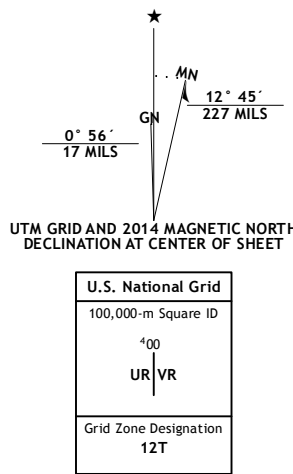 ★
MN
GN
12° 45´
227 MILS
0° 56´
17 MILS
UTM GRID AND 2014 MAGNETIC NORTH
DECLINATION AT CENTER OF SHEET
U.S. National Grid
100,000-m Square ID
⁴00
UR VR
Grid Zone Designation
12T